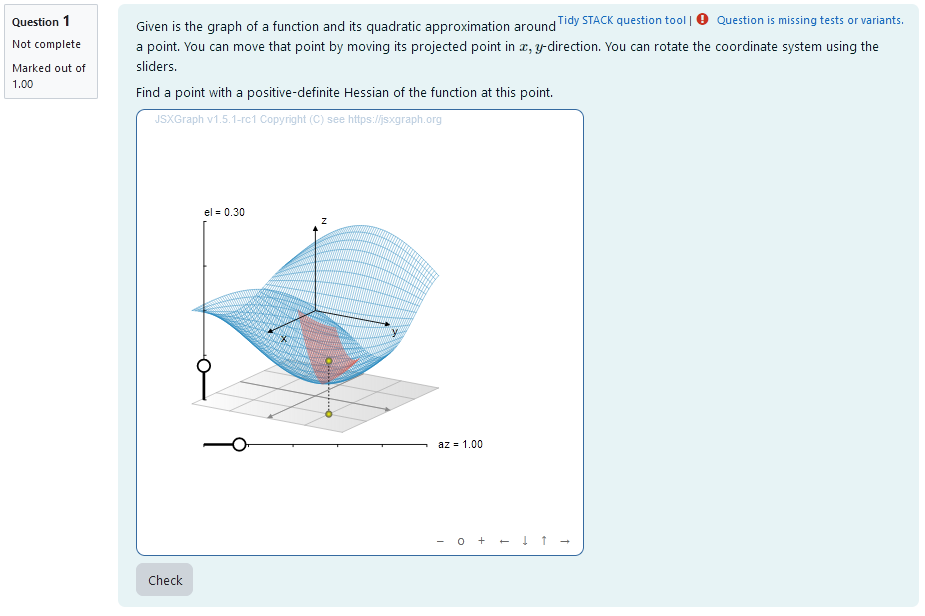 Question 1
Not complete
Marked out of
1.00
Tidy STACK question tool | Question is missing tests or variants.
Given is the graph of a function and its quadratic approximation around
a point. You can move that point by moving its projected point in x, y-direction. You can rotate the coordinate system using the
sliders.
Find a point with a positive-definite Hessian of the function at this point.
JSXGraph v1.5.1-rc1 Copyright (C) see https://jsxgraph.org
el = 0.30
z
y
x
az = 1.00
− o + ← ↓ ↑ →
Check